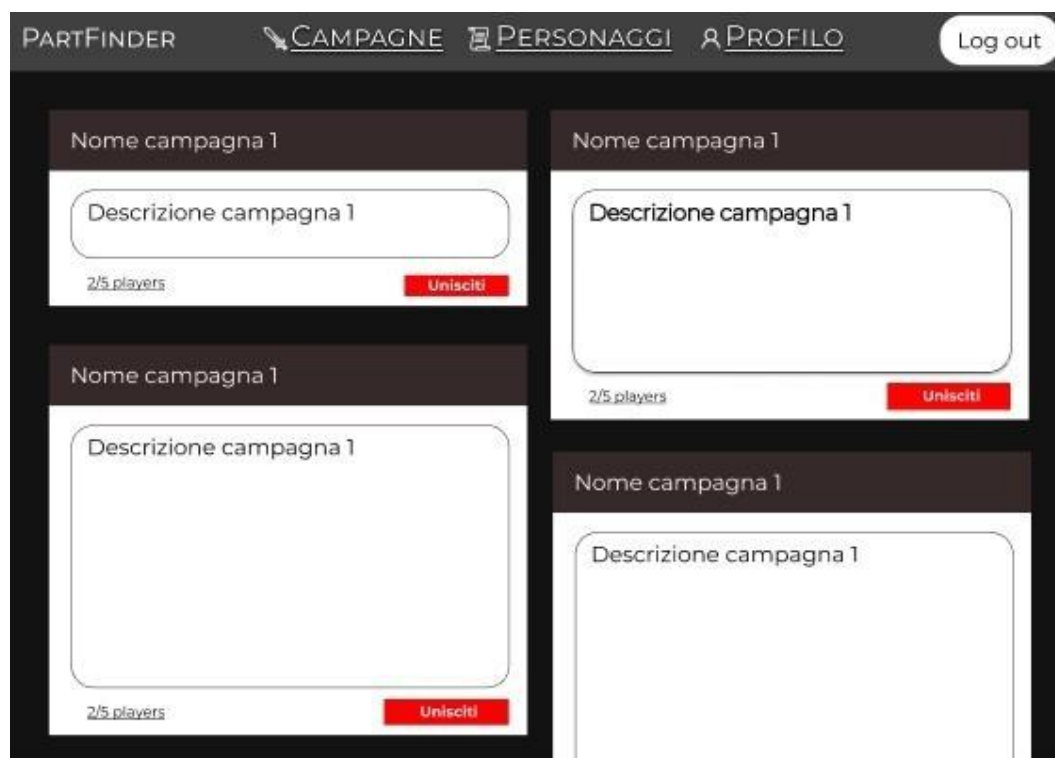 PartFinder Campagne Personaggi Profilo Log out
Nome campagna 1
Descrizione campagna 1
2/5 players Unisciti
Nome campagna 1
Descrizione campagna 1
2/5 players Unisciti
Nome campagna 1
Descrizione campagna 1
2/5 players Unisciti
Nome campagna 1
Descrizione campagna 1